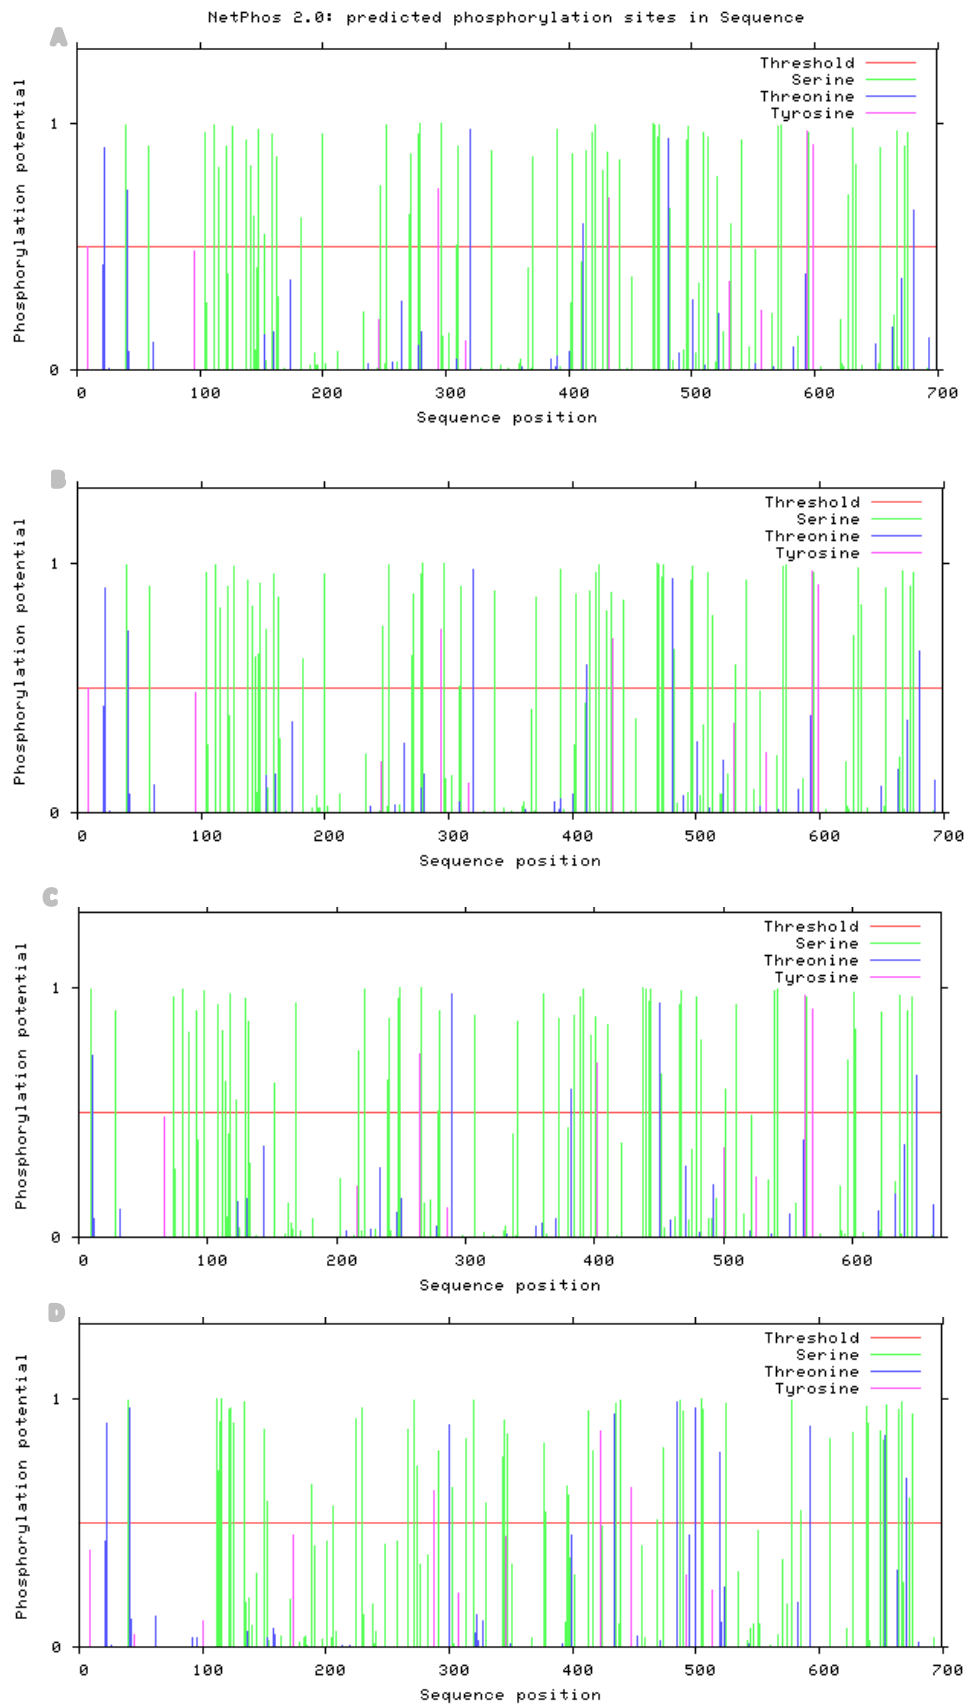 NetPhos 2.0: predicted phosphorylation sites in Sequence
A
Phosphorylation potential
Threshold
Serine
Threonine
Tyrosine
1
0
0 100 200 300 400 500 600 700
Sequence position
B
Phosphorylation potential
Threshold
Serine
Threonine
Tyrosine
1
0
0 100 200 300 400 500 600 700
Sequence position
C
Phosphorylation potential
Threshold
Serine
Threonine
Tyrosine
1
0
0 100 200 300 400 500 600
Sequence position
D
Phosphorylation potential
Threshold
Serine
Threonine
Tyrosine
1
0
0 100 200 300 400 500 600 700
Sequence position